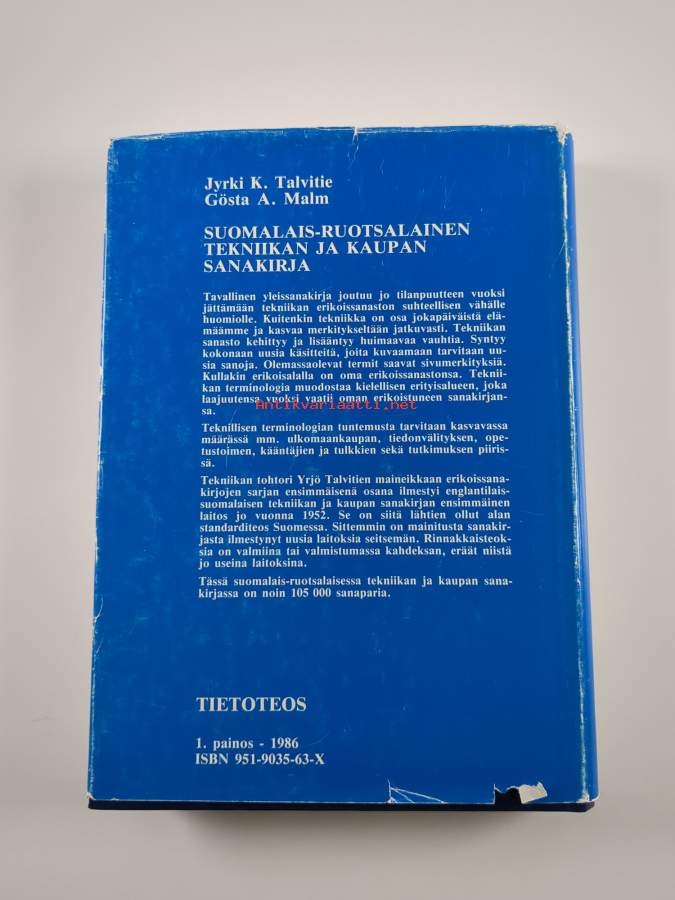 Jyrki K. Talvitie
Gösta A. Malm
SUOMALAIS-RUOTSALAINEN
TEKNIIKAN JA KAUPAN
SANAKIRJA
Tavallinen yleissanakirja joutuu jo tilanpuutteen vuoksi
jättämään tekniikan erikoissanaston suhteellisen vähälle
huomiolle. Kuitenkin tekniikka on osa jokapäiväistä elä-
määmme ja kasvaa merkitykseltään jatkuvasti. Tekniikan
sanasto kehittyy ja lisääntyy huimaavaa vauhtia. Syntyy
kokonaan uusia käsitteitä, joita kuvaamaan tarvitaan uu-
sia sanoja. Olemassaolevat termit saavat sivumerkityksiä.
Kullakin erikoisalalla on oma erikoissanastonsa. Teknii-
kan terminologia muodostaa kielellisen erityisalueen, joka
laajuutensa vuoksi vaatii oman erikoistuneen sanakirjan-
sa.
Antikvariaatti.net
Teknillisen terminologian tuntemusta tarvitaan kasvavassa
määrässä mm. ulkomaankaupan, tiedonvälityksen, ope-
tustoimen, kääntäjien ja tulkkien sekä tutkimuksen piiris-
sä.
Tekniikan tohtori Yrjö Talvitien maineikkaan erikoissana-
kirjojen sarjan ensimmäisenä osana ilmestyi englantilais-
suomalaisen tekniikan ja kaupan sanakirjan ensimmäinen
laitos jo vuonna 1952. Se on siitä lähtien ollut alan
standarditeos Suomessa. Sittemmin on mainitusta sanakir-
jasta ilmestynyt uusia laitoksia seitsemän. Rinnakkaisteok-
sia on valmiina tai valmistumassa kahdeksan, eräät niistä
jo useina laitoksina.
Tässä suomalais-ruotsalaisessa tekniikan ja kaupan sana-
kirjassa on noin 105 000 sanaparia.
TIETOTEOS
1. painos - 1986
ISBN 951-9035-63-X